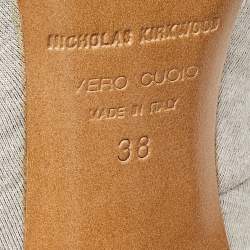 NICHOLAS KIRKWOOD
VERO CUOIO
MADE IN ITALY
38